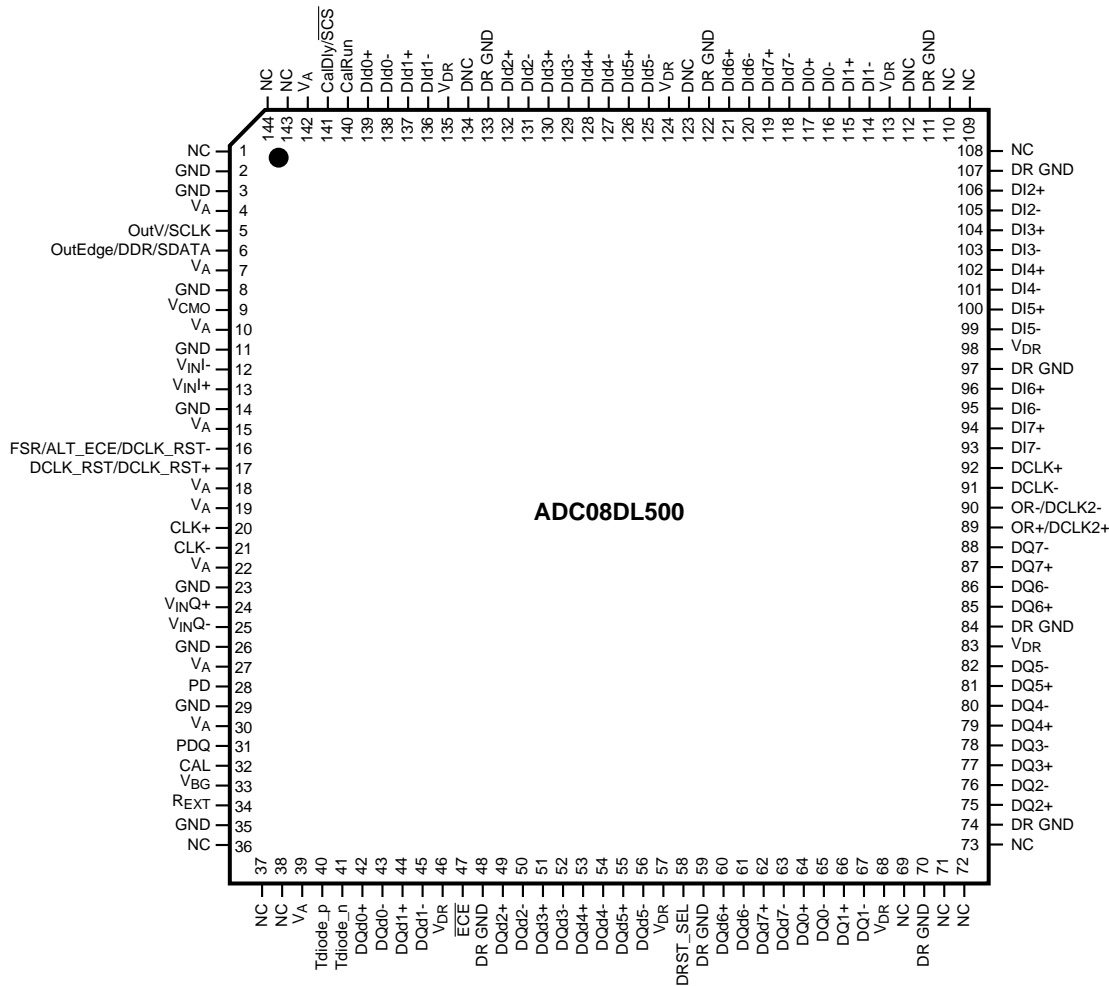 NC
NC
VA
CalDly/SCS
CalRun
DId0+
DId0-
DId1+
DId1-
VDR
DNC
DR GND
DId2+
DId2-
DId3+
DId3-
DId4+
DId4-
DId5+
DId5-
VDR
DNC
DR GND
DId6+
DId6-
DId7+
DId7-
DI0+
DI0-
DI1+
DI1-
VDR
DNC
DR GND
NC
NC
144
143
142
141
140
139
138
137
136
135
134
133
132
131
130
129
128
127
126
125
124
123
122
121
120
119
118
117
116
115
114
113
112
111
110
109
NC 1
GND 2
GND 3
VA 4
OutV/SCLK 5
OutEdge/DDR/SDATA 6
VA 7
GND 8
VCMO 9
VA 10
GND 11
VINI- 12
VINI+ 13
GND 14
VA 15
FSR/ALT_ECE/DCLK_RST- 16
DCLK_RST/DCLK_RST+ 17
VA 18
VA 19
CLK+ 20
CLK- 21
VA 22
GND 23
VINQ+ 24
VINQ- 25
GND 26
VA 27
PD 28
GND 29
VA 30
PDQ 31
CAL 32
VBG 33
REXT 34
GND 35
NC 36
ADC08DL500
108 NC
107 DR GND
106 DI2+
105 DI2-
104 DI3+
103 DI3-
102 DI4+
101 DI4-
100 DI5+
99 DI5-
98 VDR
97 DR GND
96 DI6+
95 DI6-
94 DI7+
93 DI7-
92 DCLK+
91 DCLK-
90 OR-/DCLK2-
89 OR+/DCLK2+
88 DQ7-
87 DQ7+
86 DQ6-
85 DQ6+
84 DR GND
83 VDR
82 DQ5-
81 DQ5+
80 DQ4-
79 DQ4+
78 DQ3-
77 DQ3+
76 DQ2-
75 DQ2+
74 DR GND
73 NC
37
38
39
40
41
42
43
44
45
46
47
48
49
50
51
52
53
54
55
56
57
58
59
60
61
62
63
64
65
66
67
68
69
70
71
72
NC
NC
VA
Tdiode_p
Tdiode_n
DQd0+
DQd0-
DQd1+
DQd1-
VDR
ECE
DR GND
DQd2+
DQd2-
DQd3+
DQd3-
DQd4+
DQd4-
DQd5+
DQd5-
VDR
DRST_SEL
DR GND
DQd6+
DQd6-
DQd7+
DQd7-
DQ0+
DQ0-
DQ1+
DQ1-
VDR
NC
DR GND
NC
NC